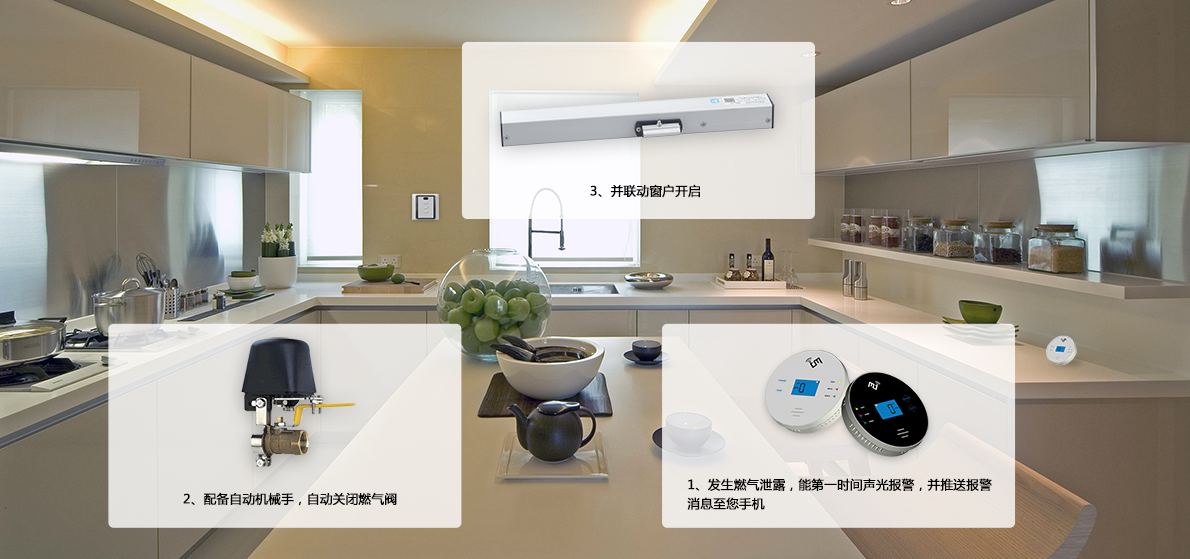 3、并联动窗户开启
2、配备自动机械手，自动关闭燃气阀
1、发生燃气泄露，能第一时间声光报警，并推送报警
消息至您手机